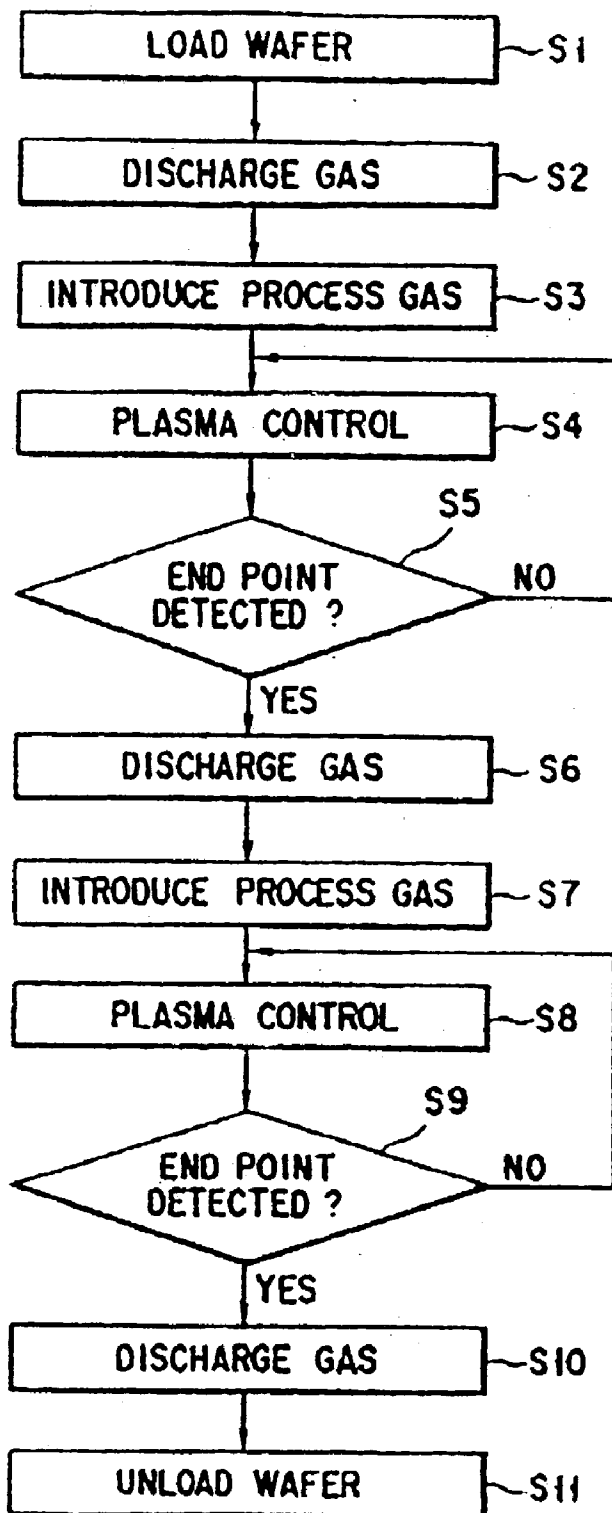 LOAD WAFER S1
DISCHARGE GAS S2
INTRODUCE PROCESS GAS S3
PLASMA CONTROL S4
S5
END POINT
DETECTED ?
NO
YES
DISCHARGE GAS S6
INTRODUCE PROCESS GAS S7
PLASMA CONTROL S8
S9
END POINT
DETECTED ?
NO
YES
DISCHARGE GAS S10
UNLOAD WAFER S11